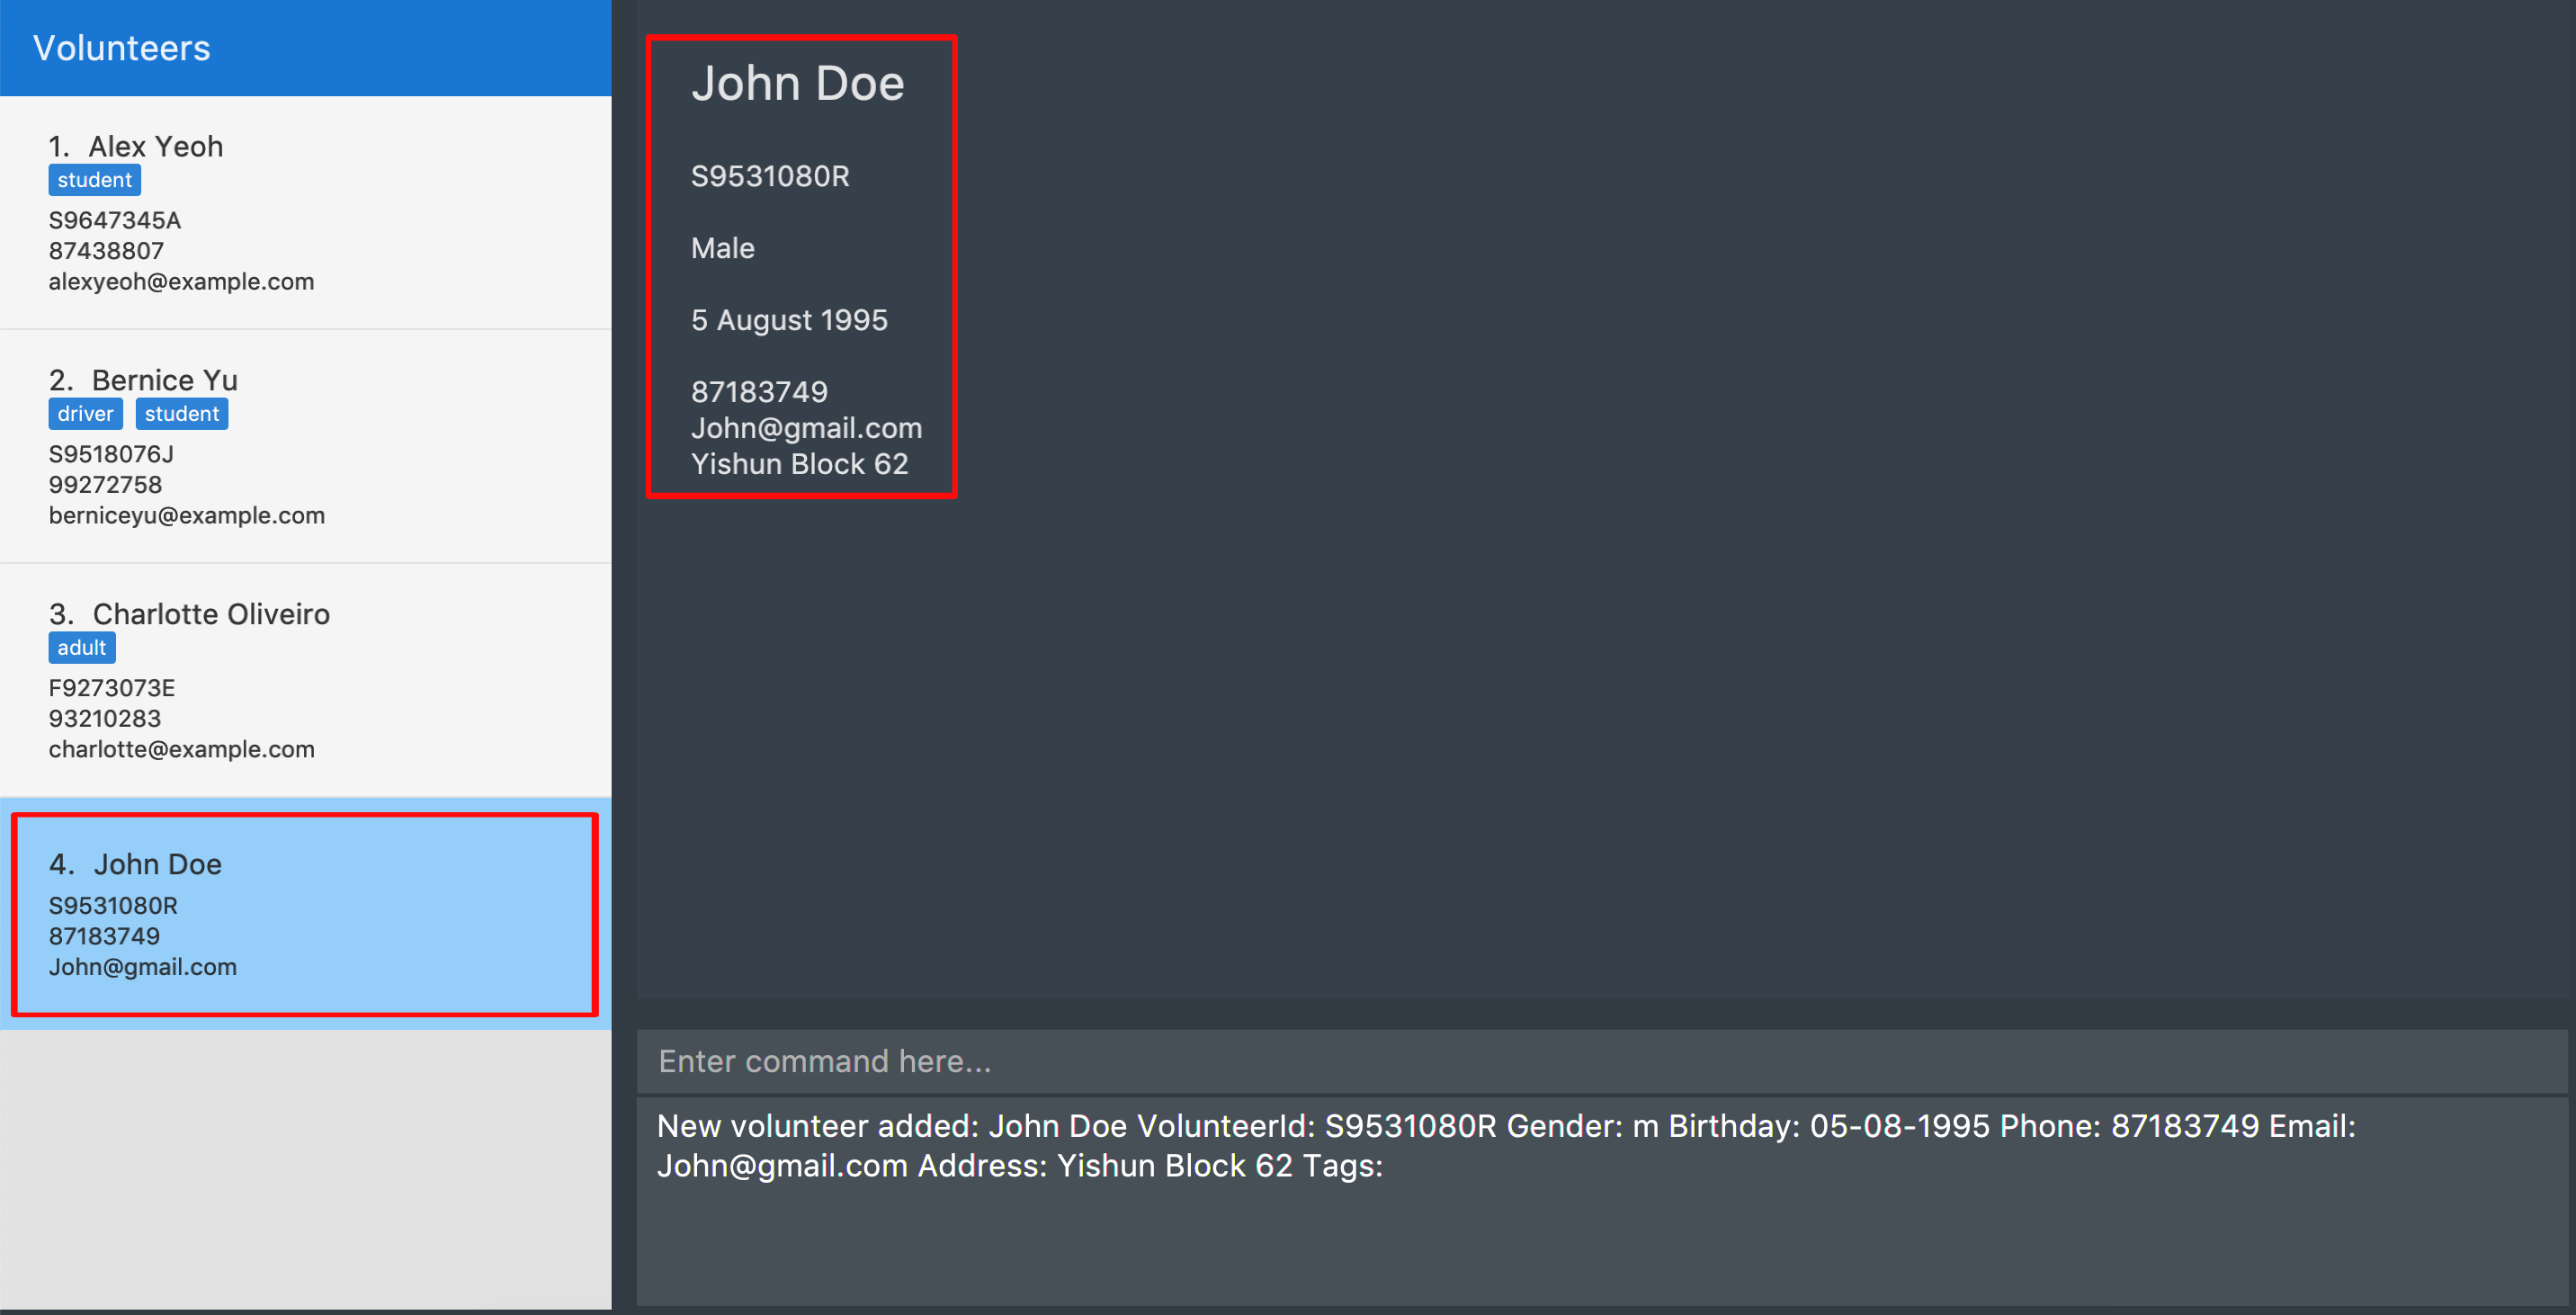 Volunteers
1. Alex Yeoh
student
S9647345A
87438807
alexyeoh@example.com
2. Bernice Yu
driver student
S9518076J
99272758
berniceyu@example.com
3. Charlotte Oliveiro
adult
F9273073E
93210283
charlotte@example.com
4. John Doe
S9531080R
87183749
John@gmail.com
John Doe
S9531080R
Male
5 August 1995
87183749
John@gmail.com
Yishun Block 62
Enter command here...
New volunteer added: John Doe VolunteerId: S9531080R Gender: m Birthday: 05-08-1995 Phone: 87183749 Email:
John@gmail.com Address: Yishun Block 62 Tags: